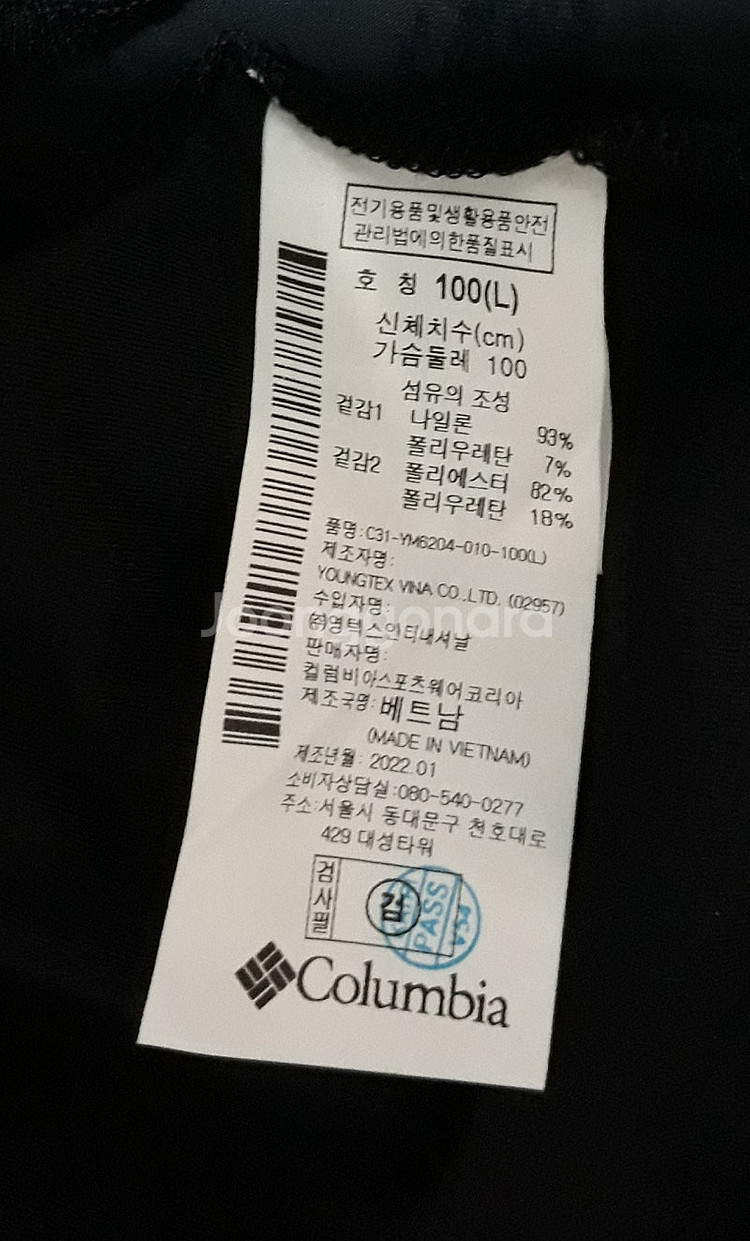 전기용품및생활용품안전
관리법에의한품질표시
호 칭 100(L)
신체치수(cm)
가슴둘레 100
섬유의 조성
겉감1 나일론 93%
폴리우레탄 7%
겉감2 폴리에스터 82%
폴리우레탄 18%
품명:C31-YM6204-010-100(L)
제조자명:
YOUNGTEX VINA CO.,LTD. (02957)
수입자명:
㈜영텍스인터내셔날
판매자명:
컬럼비아스포츠웨어코리아
제조국명:베트남
(MADE IN VIETNAM)
제조년월: 2022.01
소비자상담실:080-540-0277
주소:서울시 동대문구 천호대로
429 대성타워
검사필
검
PASS
VS4
Columbia
Joonggonara